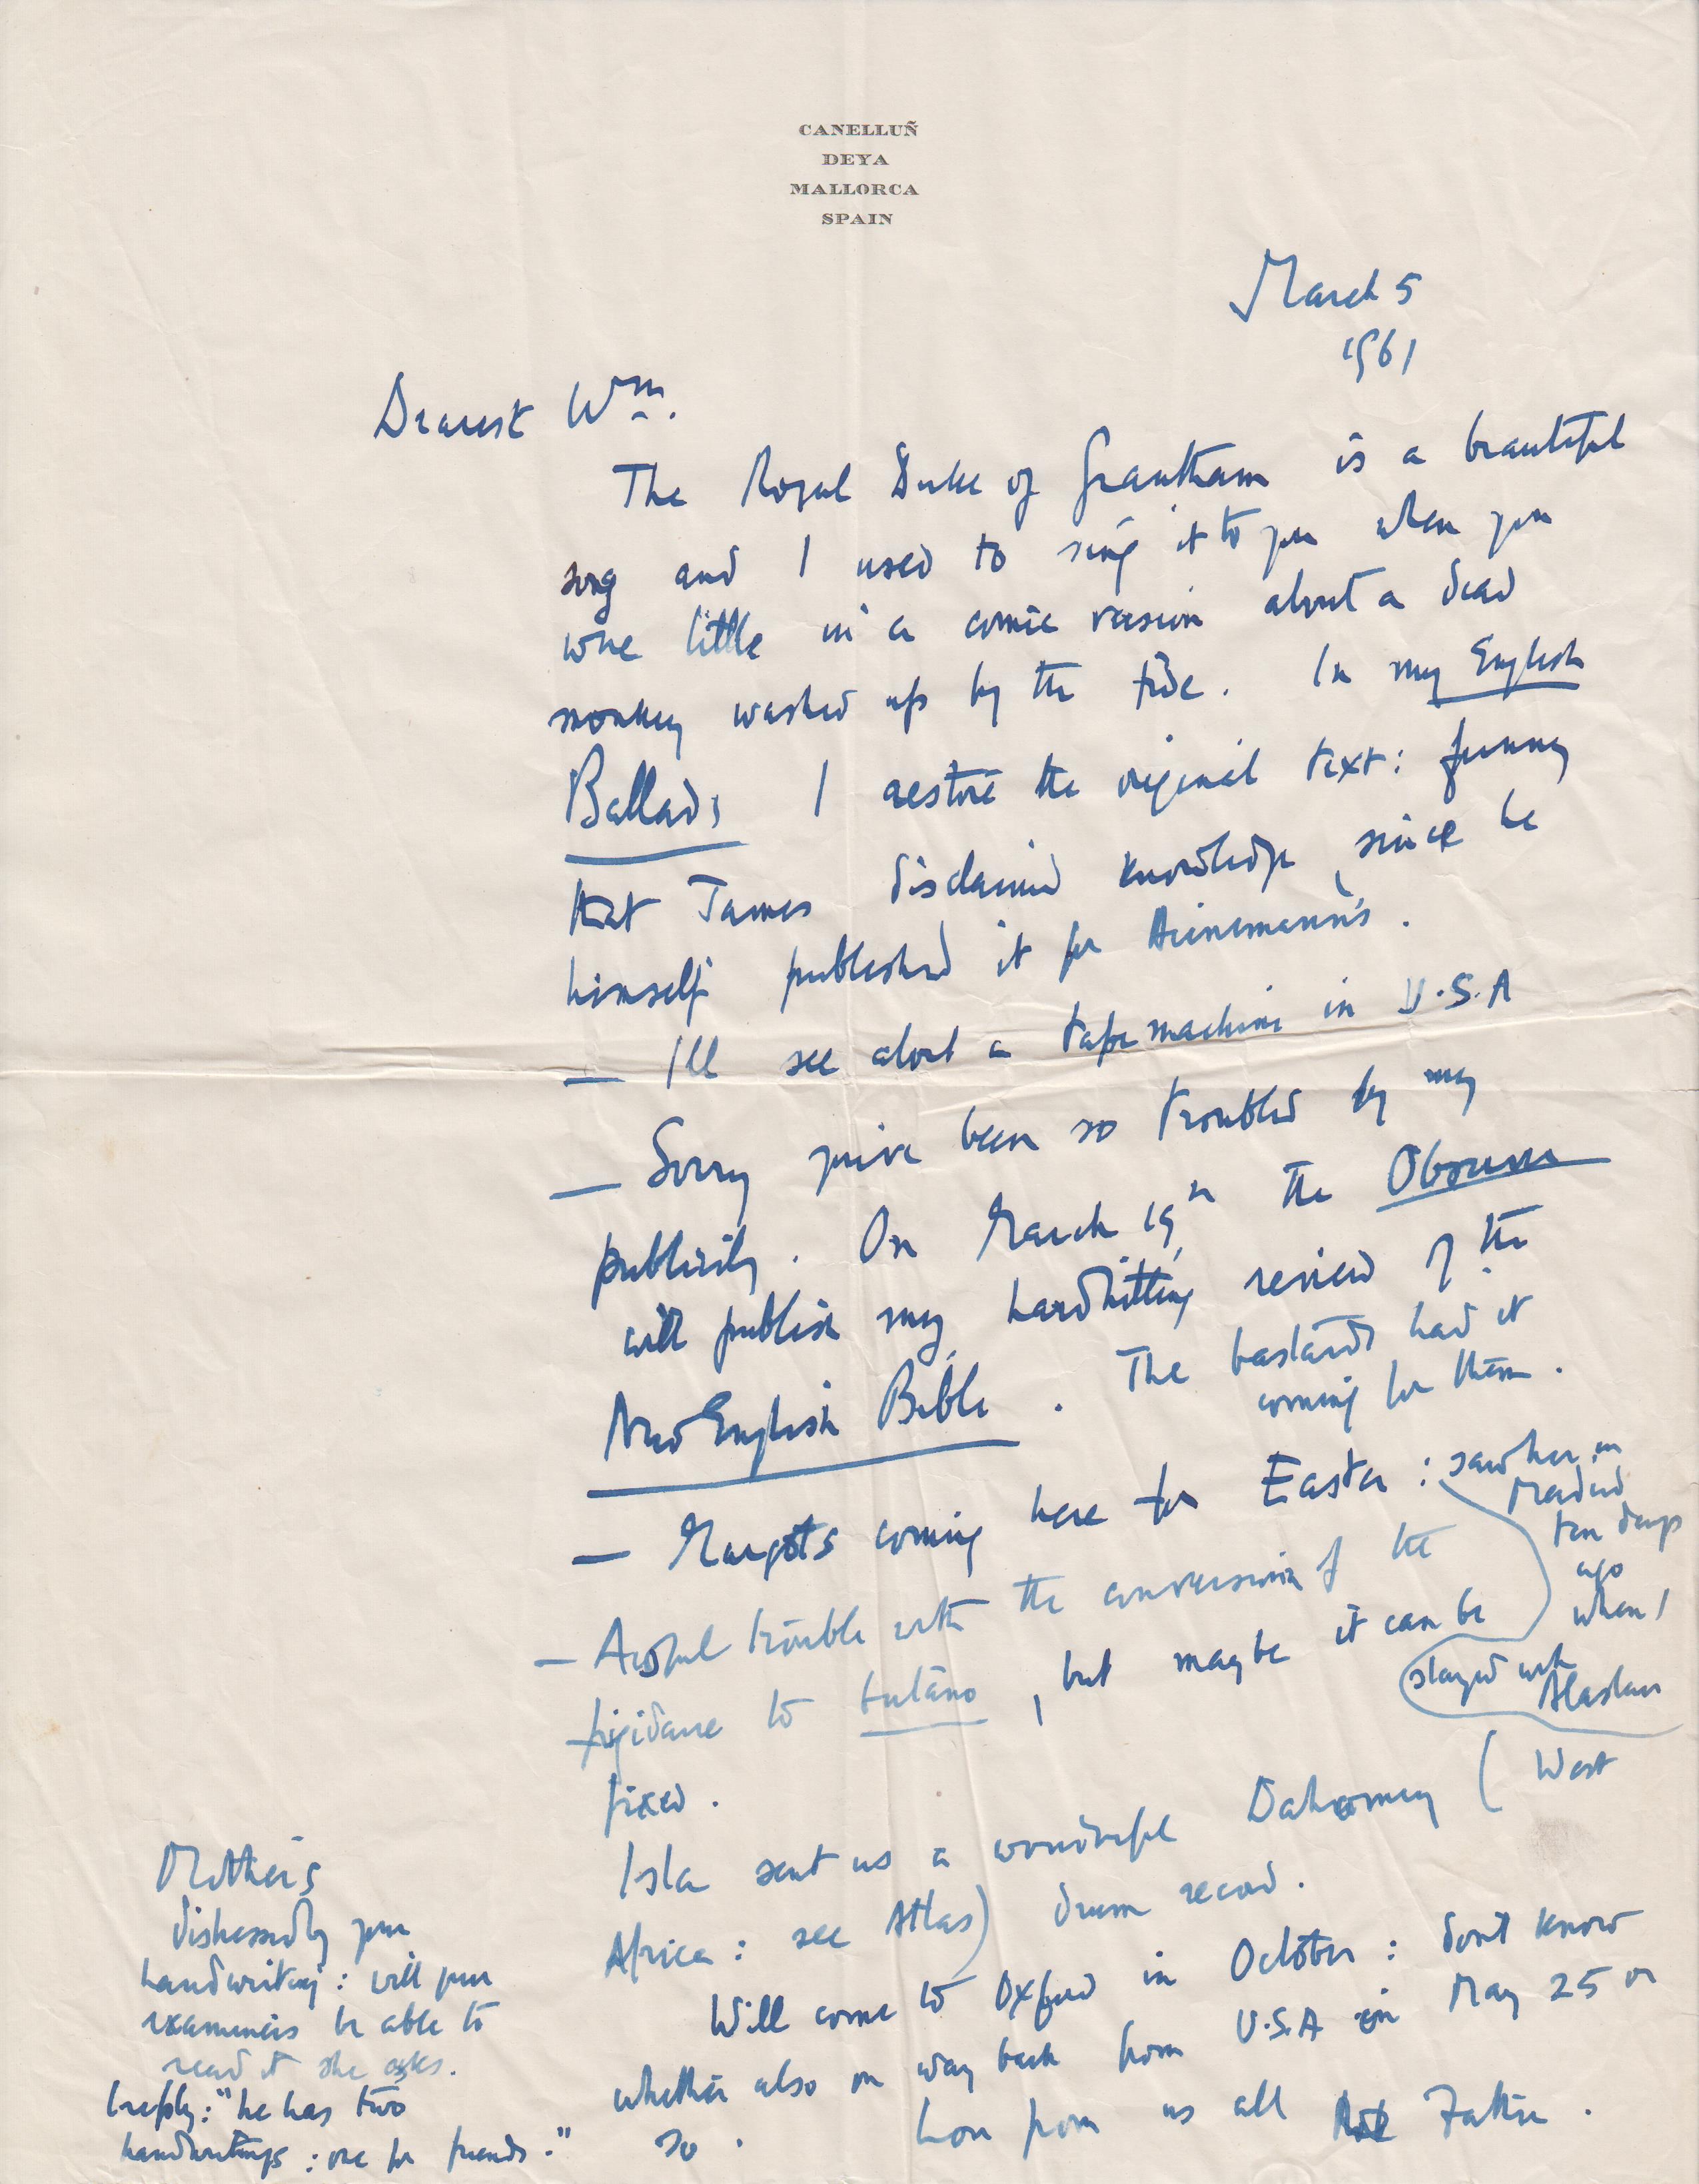 CANELLUÑ
DEYA
MALLORCA
SPAIN
March 5
1961
Dearest Wm.
The Royal Duke of Grantham is a beautiful
song and I used to sing it to you when you
were little in a comic version about a dead
monkey washed up by the tide. In my English
Ballads I restore the original text: funny
that James disclaimed knowledge, since he
himself published it for Heinemann's.
— I'll see about a tape machine in U.S.A
— Sorry you've been so troubled by my
publicity. On March 19th the Observer
will publish my hardhitting review of the
New English Bible. The bastards had it
coming for them.
— Margot's coming here for Easter: saw her in
Madrid
ten days
ago
when I
stayed with
Alastair
— Awful trouble with the conversion of the
frigidaire to butano, but maybe it can be
fixed.
Isla sent us a wonderful Dahomey (West
Africa: see Atlas) drum record.
Will come to Oxford in October: don't know
whether also on way back from U.S.A on May 25 or
so.
Love from us all
Father.
Mother's
distressed by your
handwriting: will your
examiners be able to
read it she asks.
I reply: "he has two
handwritings: one for friends."